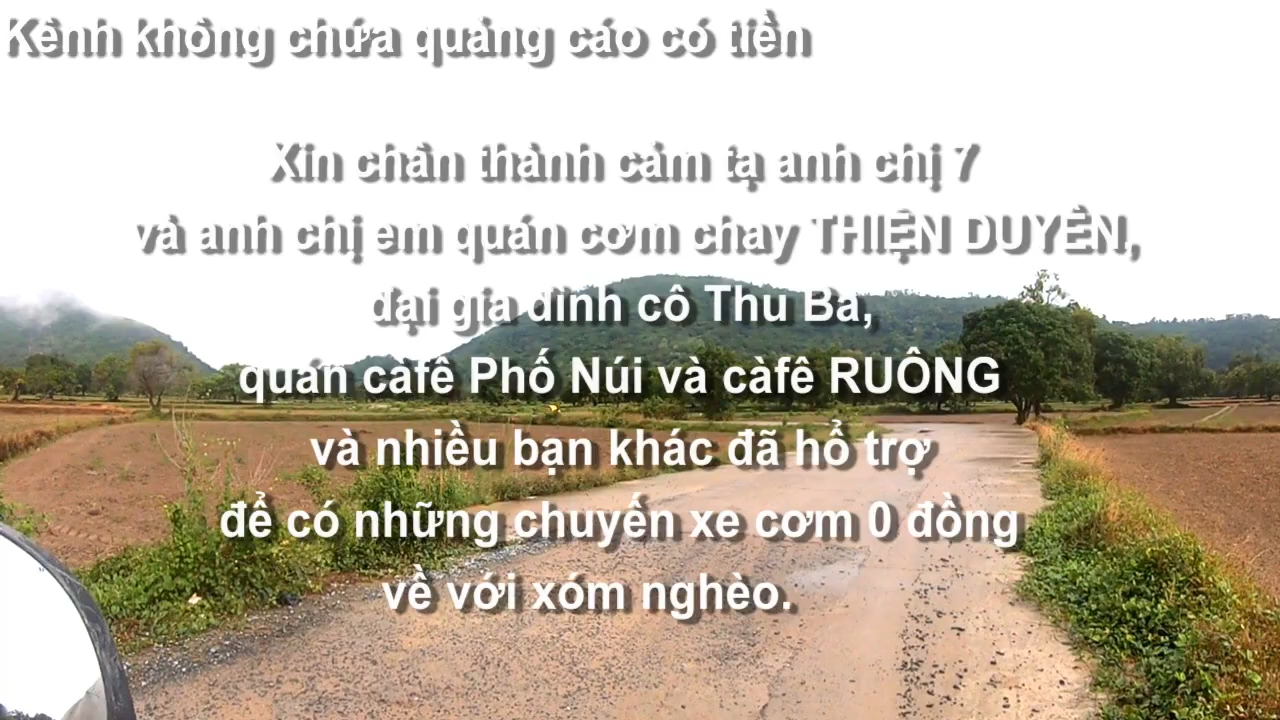 Kênh không chứa quảng cáo có tiền
Xin chân thành cảm tạ anh chị 7
và anh chị em quán cơm chay THIỆN DUYÊN,
đại gia đình cô Thu Ba,
quán càfê Phố Núi và càfê RUÔNG
và nhiều bạn khác đã hổ trợ
để có những chuyến xe cơm 0 đồng
về với xóm nghèo.